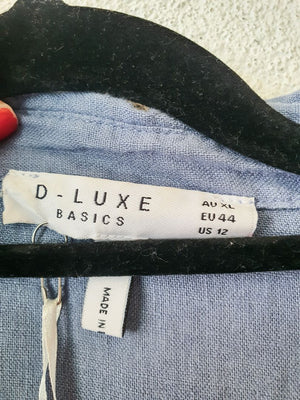 D - LUXE
BASICS
AU XL
EU 44
US 12
MADE IN